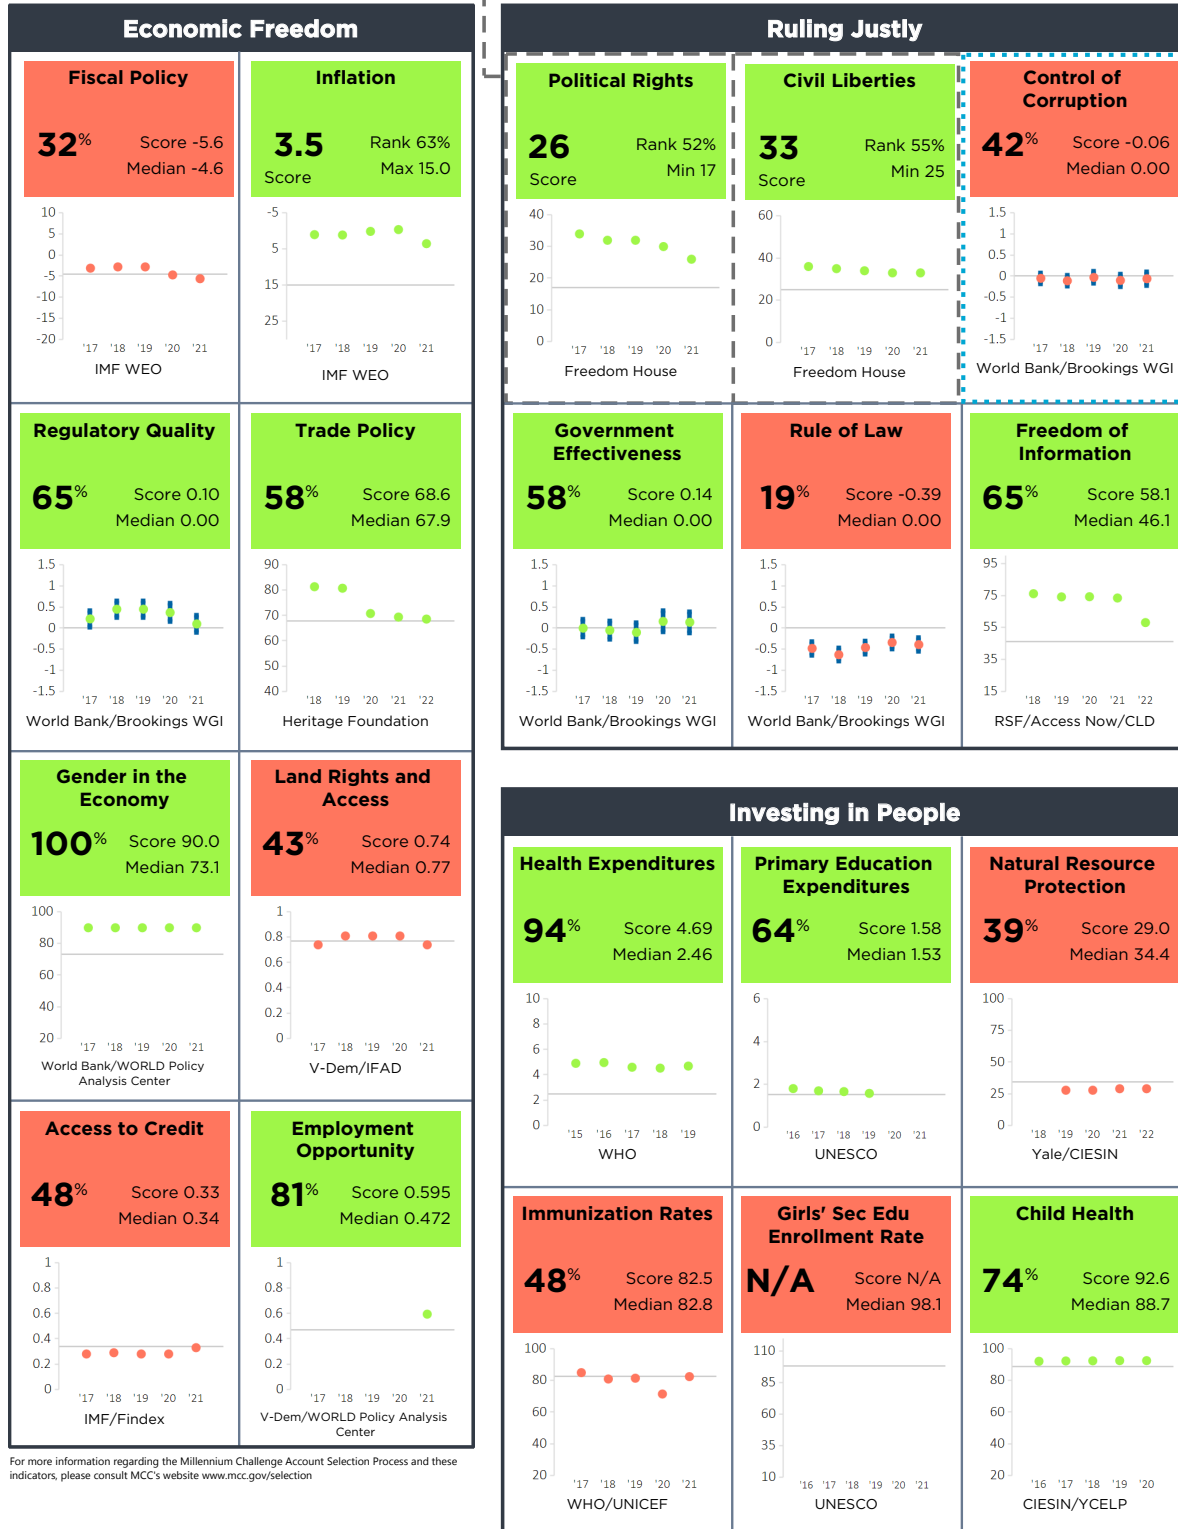 Economic Freedom
Fiscal Policy
32%
Score -5.6
Median -4.6
10
5
0
-5
-10
-15
-20
'17 '18 '19 '20 '21
IMF WEO
Inflation
3.5
Score
Rank 63%
Max 15.0
-5
5
15
25
'17 '18 '19 '20 '21
IMF WEO
Regulatory Quality
65%
Score 0.10
Median 0.00
1.5
1
0.5
0
-0.5
-1
-1.5
'17 '18 '19 '20 '21
World Bank/Brookings WGI
Trade Policy
58%
Score 68.6
Median 67.9
90
80
70
60
50
40
'18 '19 '20 '21 '22
Heritage Foundation
Gender in the
Economy
100%
Score 90.0
Median 73.1
100
80
60
40
20
'17 '18 '19 '20 '21
World Bank/WORLD Policy
Analysis Center
Land Rights and
Access
43%
Score 0.74
Median 0.77
1
0.8
0.6
0.4
0.2
0
'17 '18 '19 '20 '21
V-Dem/IFAD
Access to Credit
48%
Score 0.33
Median 0.34
1
0.8
0.6
0.4
0.2
0
'17 '18 '19 '20 '21
IMF/Findex
Employment
Opportunity
81%
Score 0.595
Median 0.472
1
0.8
0.6
0.4
0.2
0
'17 '18 '19 '20 '21
V-Dem/WORLD Policy Analysis
Center
For more information regarding the Millennium Challenge Account Selection Process and these
indicators, please consult MCC's website www.mcc.gov/selection
Ruling Justly
Political Rights
26
Score
Rank 52%
Min 17
40
30
20
10
0
'17 '18 '19 '20 '21
Freedom House
Civil Liberties
33
Score
Rank 55%
Min 25
60
40
20
0
'17 '18 '19 '20 '21
Freedom House
Control of
Corruption
42%
Score -0.06
Median 0.00
1.5
1
0.5
0
-0.5
-1
-1.5
'17 '18 '19 '20 '21
World Bank/Brookings WGI
Government
Effectiveness
58%
Score 0.14
Median 0.00
1.5
1
0.5
0
-0.5
-1
-1.5
'17 '18 '19 '20 '21
World Bank/Brookings WGI
Rule of Law
19%
Score -0.39
Median 0.00
1.5
1
0.5
0
-0.5
-1
-1.5
'17 '18 '19 '20 '21
World Bank/Brookings WGI
Freedom of
Information
65%
Score 58.1
Median 46.1
95
75
55
35
15
'18 '19 '20 '21 '22
RSF/Access Now/CLD
Investing in People
Health Expenditures
94%
Score 4.69
Median 2.46
10
8
6
4
2
0
'15 '16 '17 '18 '19
WHO
Primary Education
Expenditures
64%
Score 1.58
Median 1.53
6
4
2
0
'16 '17 '18 '19 '20 '21
UNESCO
Natural Resource
Protection
39%
Score 29.0
Median 34.4
100
75
50
25
0
'18 '19 '20 '21 '22
Yale/CIESIN
Immunization Rates
48%
Score 82.5
Median 82.8
100
80
60
40
20
'17 '18 '19 '20 '21
WHO/UNICEF
Girls' Sec Edu
Enrollment Rate
N/A
Score N/A
Median 98.1
110
85
60
35
10
'16 '17 '18 '19 '20 '21
UNESCO
Child Health
74%
Score 92.6
Median 88.7
100
80
60
40
20
'16 '17 '18 '19 '20
CIESIN/YCELP